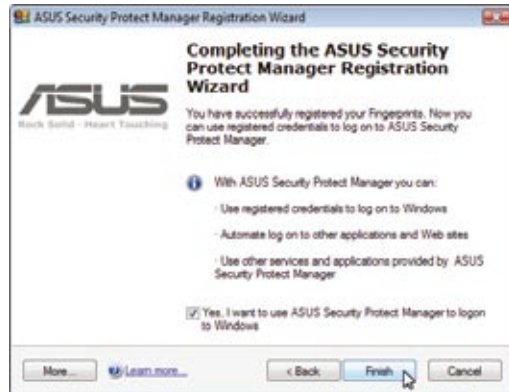 ASUS Security Protect Manager Registration Wizard
Completing the ASUS Security
Protect Manager Registration
Wizard
ASUS
Rock Solid · Heart Touching
You have successfully registered your Fingerprints. Now you
can use registered credentials to log on to ASUS Security
Protect Manager.
With ASUS Security Protect Manager you can:
· Use registered credentials to log on to Windows
· Automate log on to other applications and Web sites
· Use other services and applications provided by ASUS
Security Protect Manager
Yes, I want to use ASUS Security Protect Manager to logon
to Windows
More...
Learn more...
< Back
Finish
Cancel